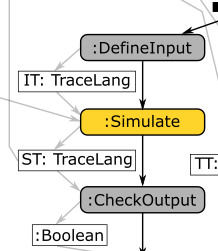 :DefineInput
IT: TraceLang
:Simulate
ST: TraceLang
TT:
:CheckOutput
:Boolean